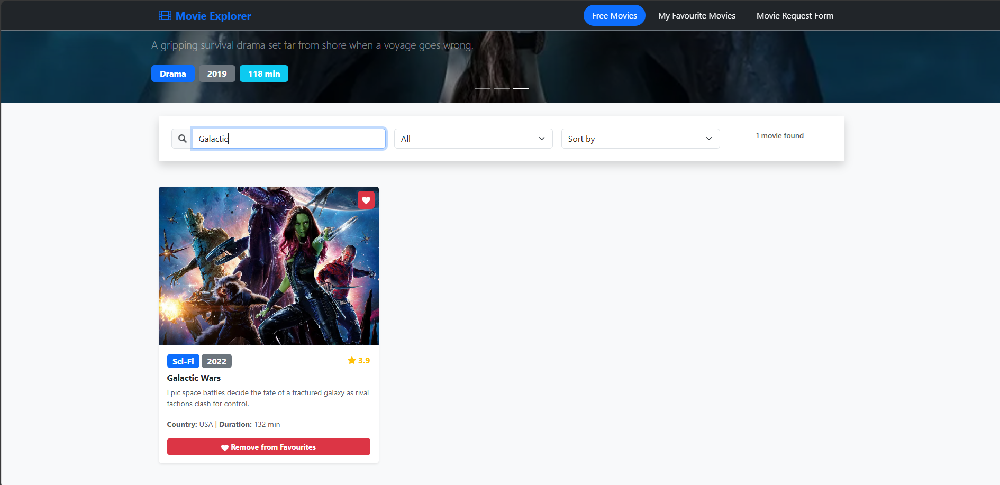 Movie Explorer
Free Movies
My Favourite Movies
Movie Request Form
A gripping survival drama set far from shore when a voyage goes wrong.
Drama
2019
118 min
Galactic
All
Sort by
1 movie found
Sci-Fi
2022
3.9
Galactic Wars
Epic space battles decide the fate of a fractured galaxy as rival
factions clash for control.
Country: USA | Duration: 132 min
Remove from Favourites